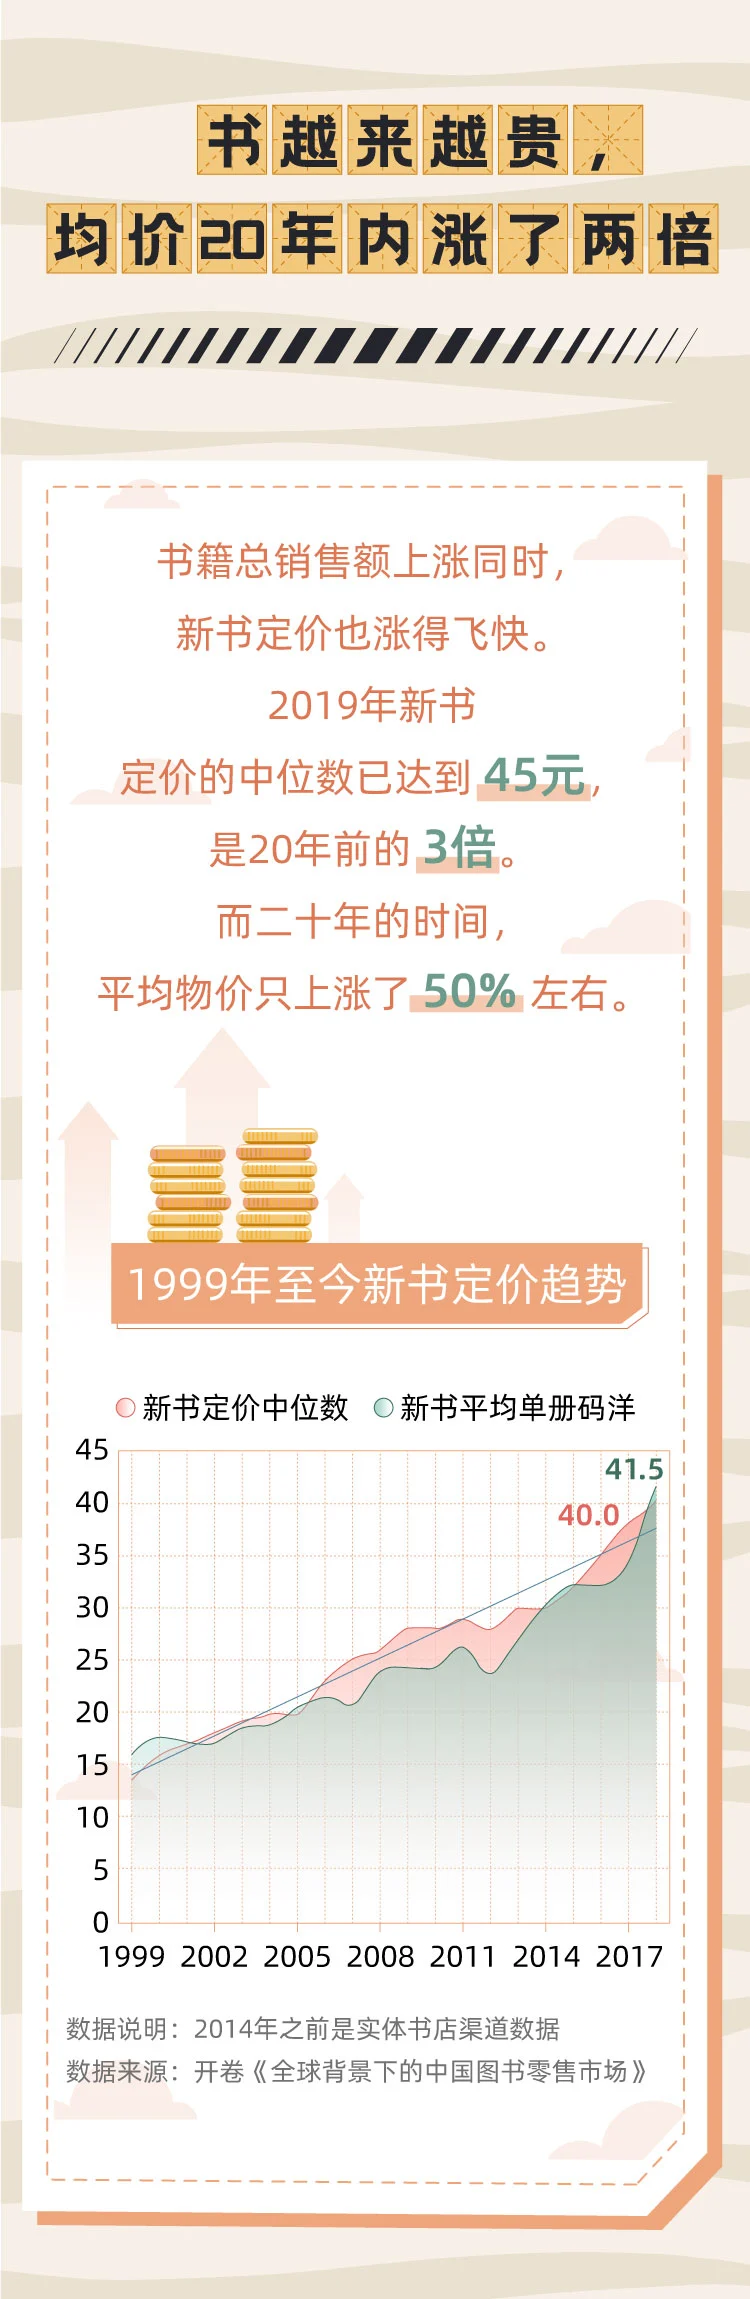 书越来越贵，
均价20年内涨了两倍
书籍总销售额上涨同时，
新书定价也涨得飞快。
2019年新书
定价的中位数已达到45元，
是20年前的3倍。
而二十年的时间，
平均物价只上涨了50%左右。
1999年至今新书定价趋势
新书定价中位数 新书平均单册码洋
45
41.5
40
40.0
35
30
25
20
15
10
5
0
1999 2002 2005 2008 2011 2014 2017
数据说明：2014年之前是实体书店渠道数据
数据来源：开卷《全球背景下的中国图书零售市场》